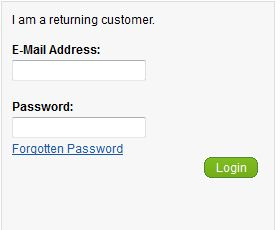 I am a returning customer.
E-Mail Address:
Password:
Forgotten Password
Login